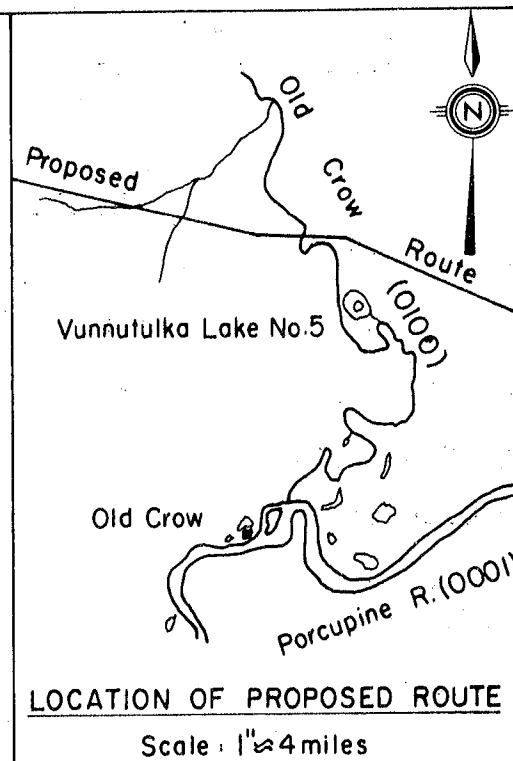 N
Old
Crow
Proposed
Route
Vunnutulka Lake No.5
(0100)
Old Crow
Porcupine R. (0001)
LOCATION OF PROPOSED ROUTE
Scale : 1" ≈ 4 miles